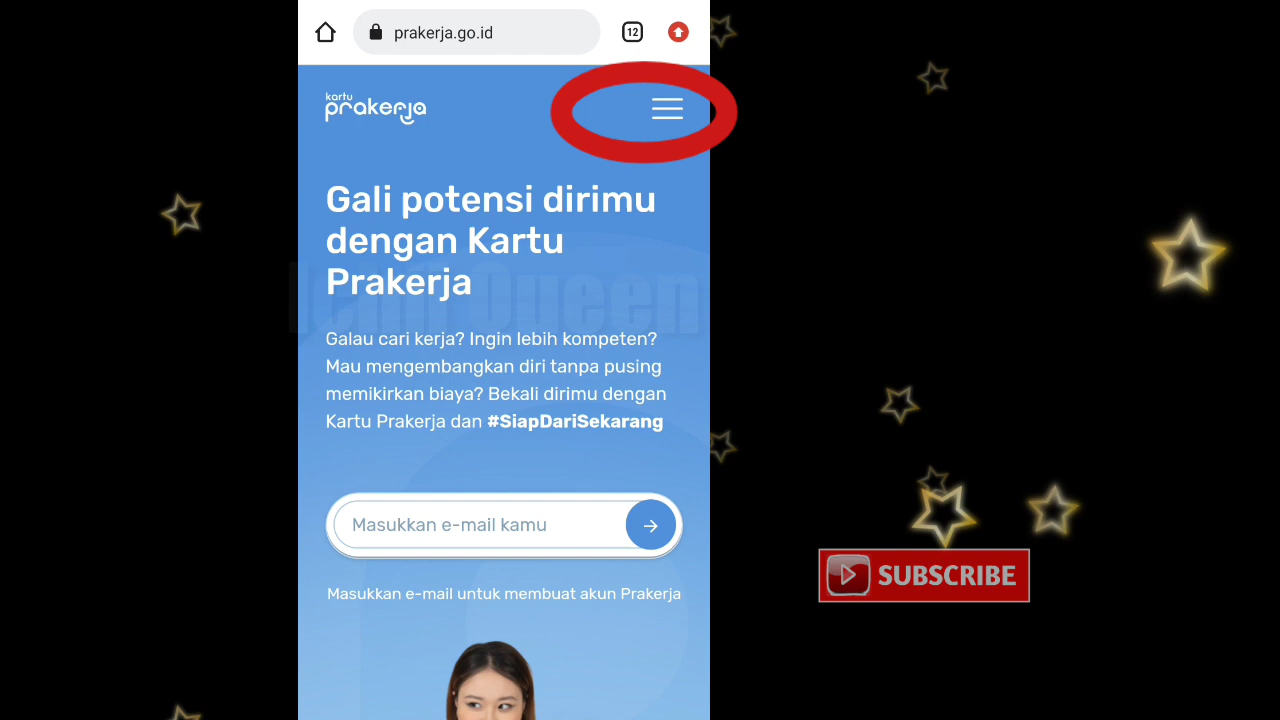 12
prakerja.go.id
kartu
prakerja
Gali potensi dirimu
dengan Kartu
Prakerja
Galau cari kerja? Ingin lebih kompeten?
Mau mengembangkan diri tanpa pusing
memikirkan biaya? Bekali dirimu dengan
Kartu Prakerja dan #SiapDariSekarang
Masukkan e-mail kamu
Masukkan e-mail untuk membuat akun Prakerja
SUBSCRIBE